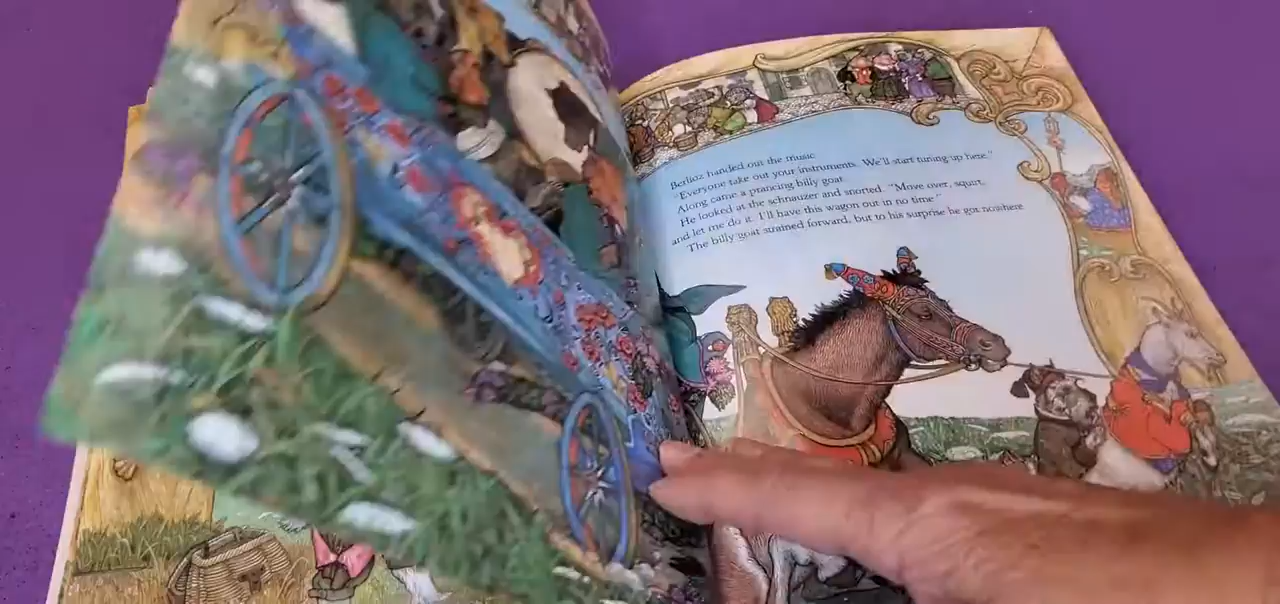 Berlioz handed out the music.
"Everyone take out your instruments. We'll start tuning up here."
Along came a prancing billy goat.
He looked at the schnauzer and snorted. "Move over, squirt,
and let me do it. I'll have this wagon out in no time."
The billy goat strained forward, but to his surprise he got nowhere.